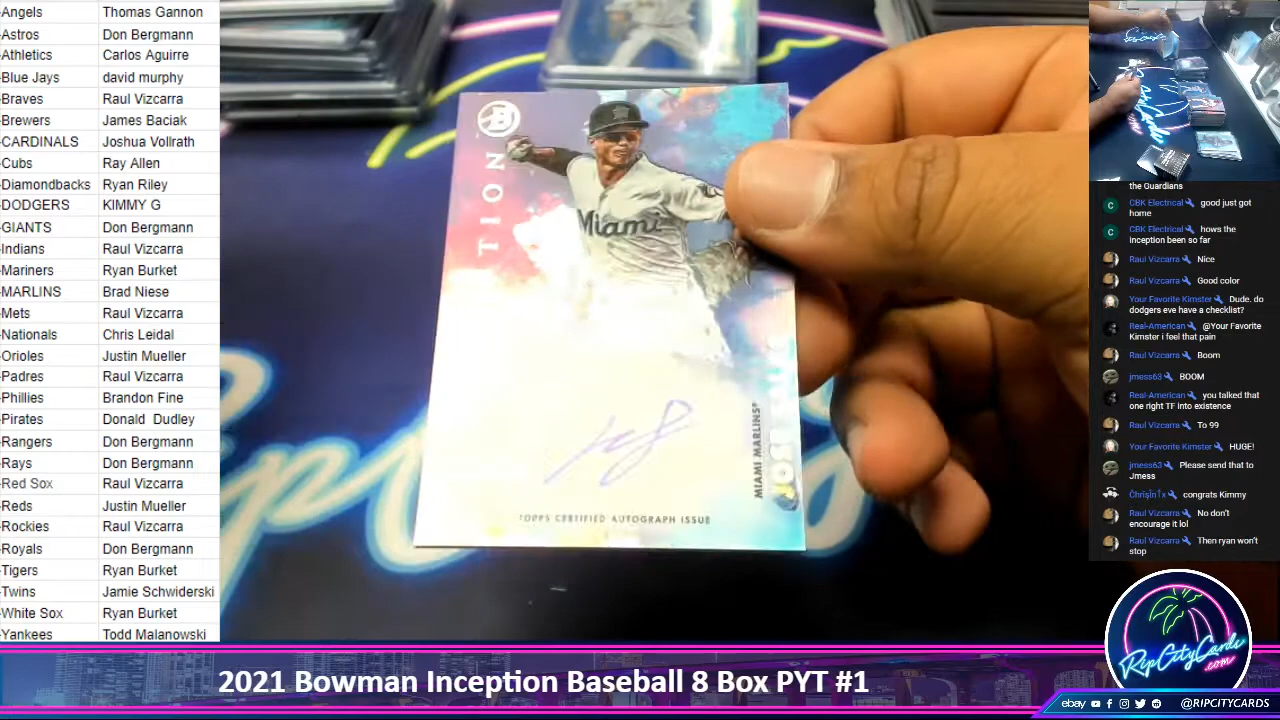 -Angels Thomas Gannon
-Astros Don Bergmann
-Athletics Carlos Aguirre
-Blue Jays david murphy
-Braves Raul Vizcarra
-Brewers James Baciak
-CARDINALS Joshua Vollrath
-Cubs Ray Allen
-Diamondbacks Ryan Riley
-DODGERS KIMMY G
-GIANTS Don Bergmann
-Indians Raul Vizcarra
-Mariners Ryan Burket
-MARLINS Brad Niese
-Mets Raul Vizcarra
-Nationals Chris Leidal
-Orioles Justin Mueller
-Padres Raul Vizcarra
-Phillies Brandon Fine
-Pirates Donald Dudley
-Rangers Don Bergmann
-Rays Don Bergmann
-Red Sox Raul Vizcarra
-Reds Justin Mueller
-Rockies Raul Vizcarra
-Royals Don Bergmann
-Tigers Ryan Burket
-Twins Jamie Schwiderski
-White Sox Ryan Burket
-Yankees Todd Malanowski
B
TION
Miami
MIAMI MARLINS
TOPPS CERTIFIED AUTOGRAPH ISSUE
the Guardians
C CBK Electrical good just got
home
C CBK Electrical hows the
Inception been so far
Raul Vizcarra Nice
Raul Vizcarra Good color
Your Favorite Kimster Dude. do
dodgers eve have a checklist?
Real-American @Your Favorite
Kimster i feel that pain
Raul Vizcarra Boom
jmess63 BOOM
Real-American you talked that
one right TF into existence
Raul Vizcarra To 99
Your Favorite Kimster HUGE!
jmess63 Please send that to
Jmess
congrats Kimmy
Raul Vizcarra No don't
encourage it lol
Raul Vizcarra Then ryan won't
stop
RipCityCards
.com
2021 Bowman Inception Baseball 8 Box PYT #1
ebay @RIPCITYCARDS